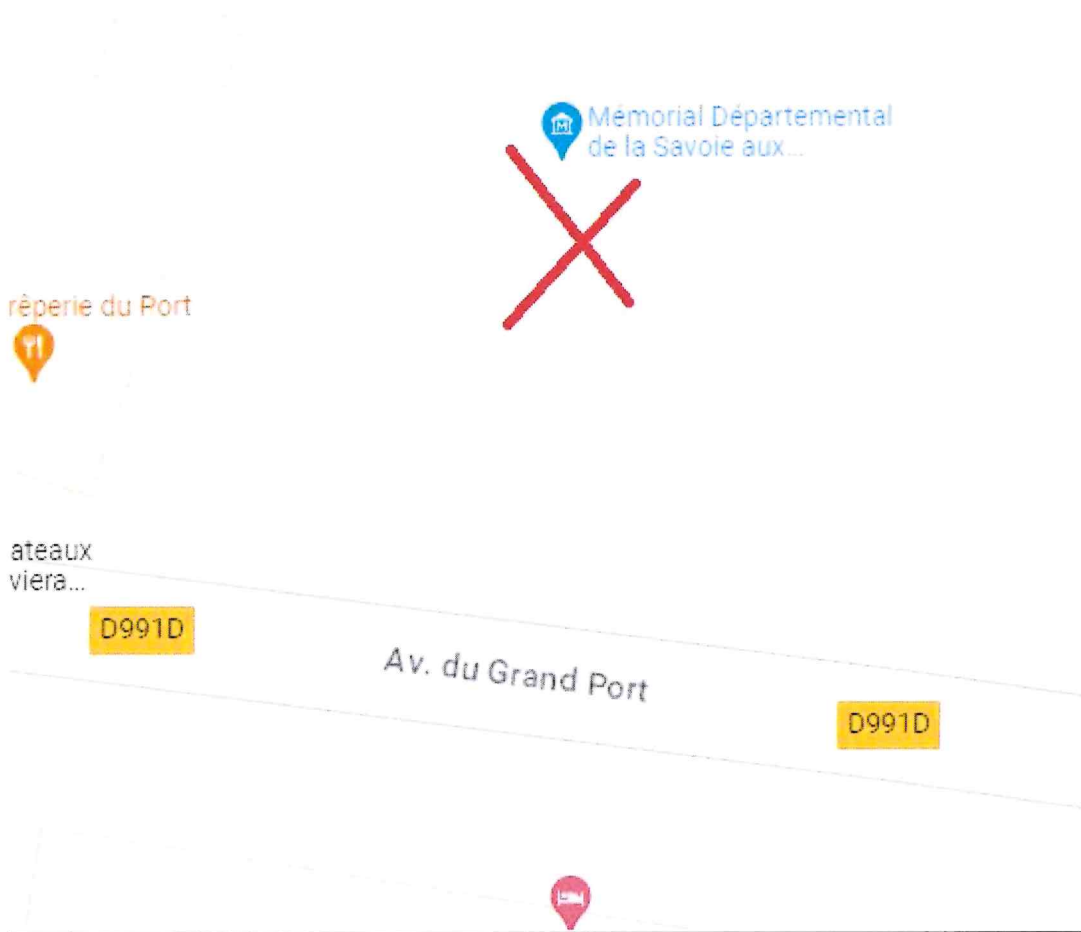 Mémorial Départemental
de la Savoie aux...
rêperie du Port
ateaux
viera...
D991D
Av. du Grand Port
D991D